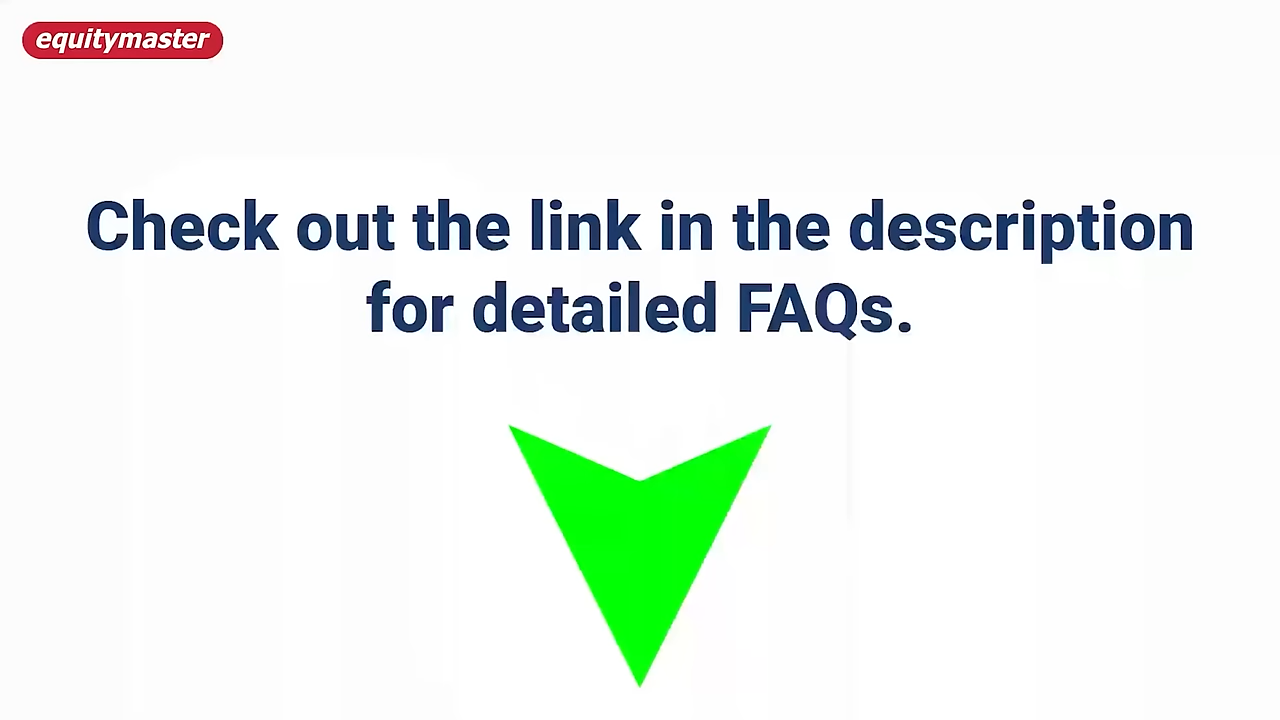 equitymaster
Check out the link in the description
for detailed FAQs.